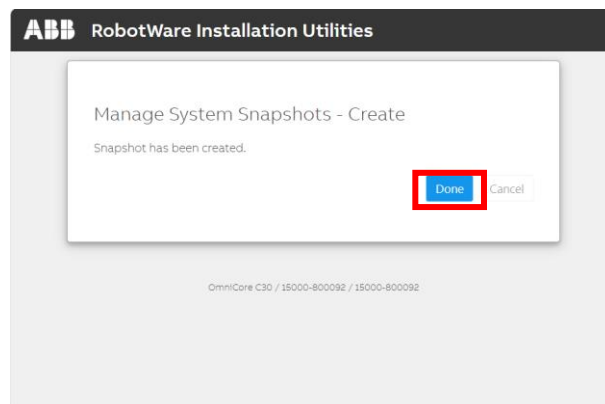 ABB RobotWare Installation Utilities
Manage System Snapshots - Create
Snapshot has been created.
Done Cancel
OmniCore C30 / 15000-800092 / 15000-800092